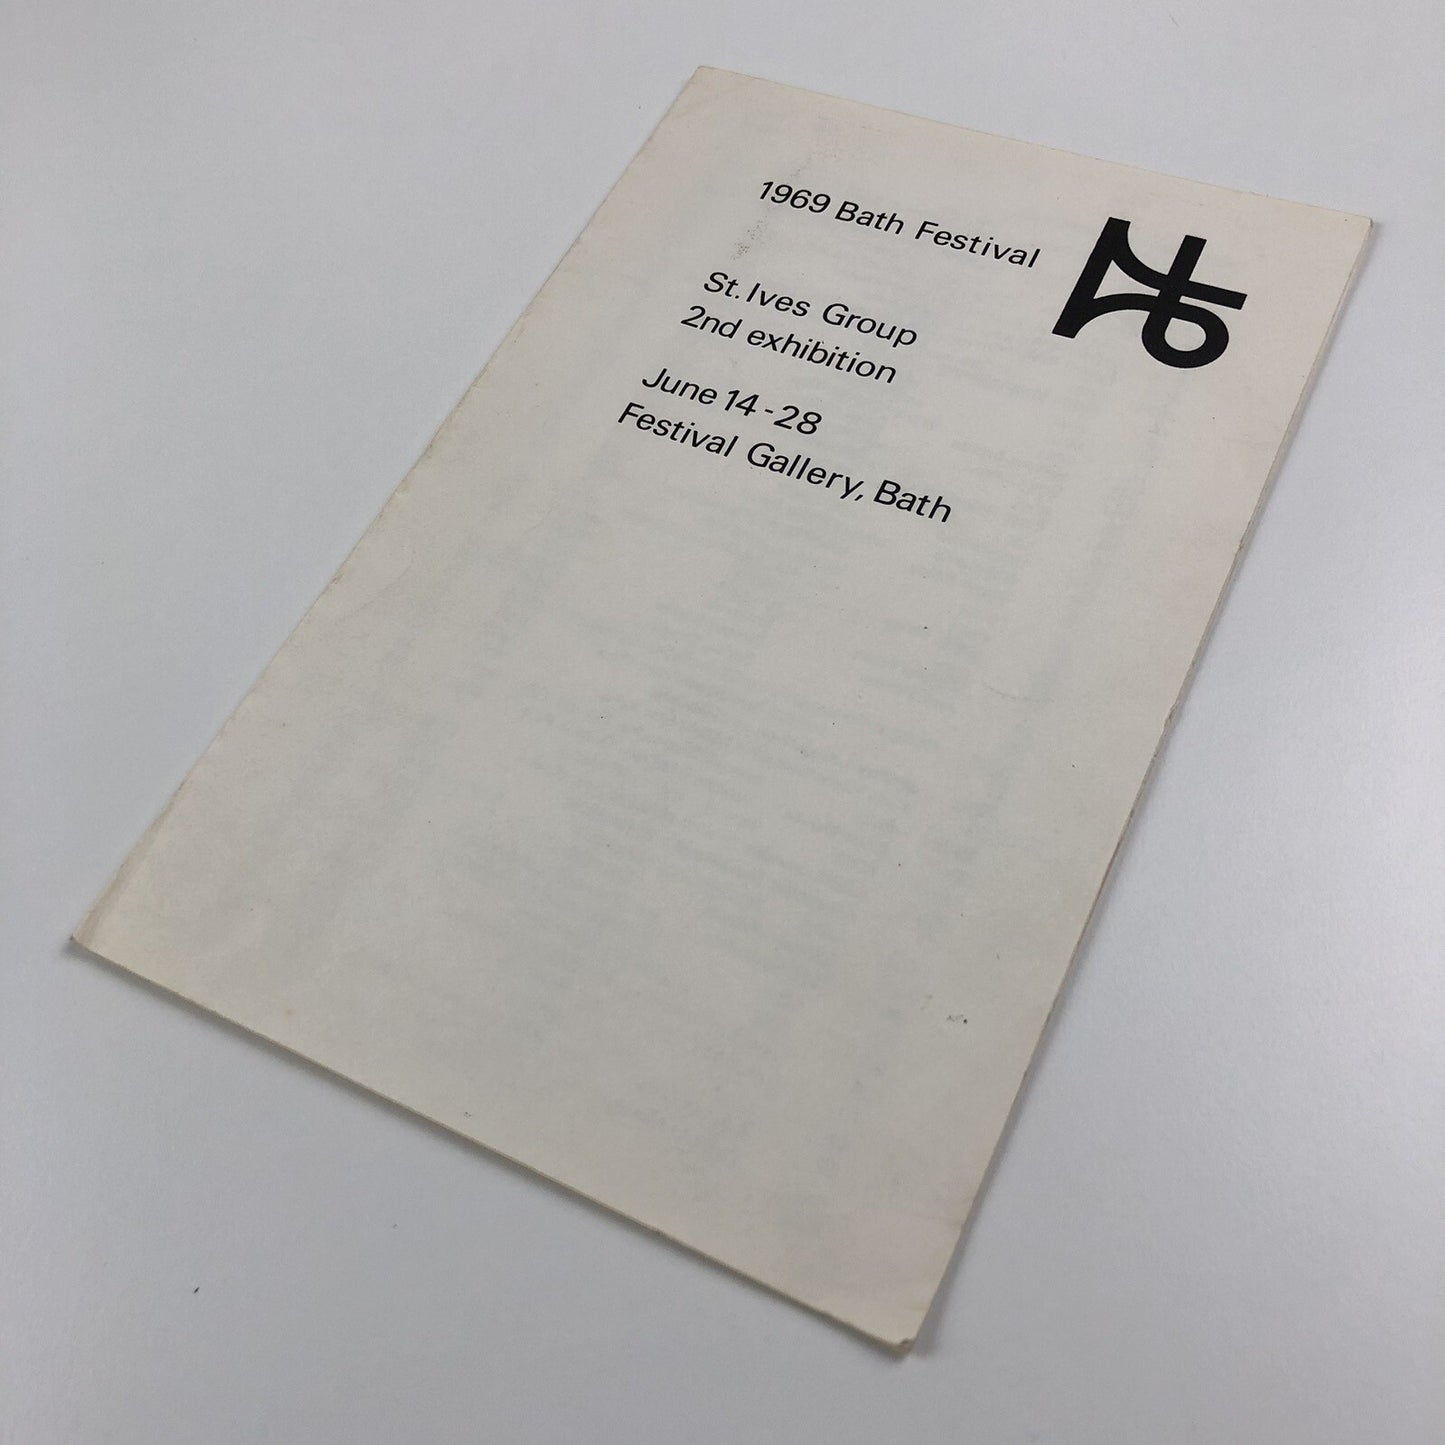 1969 Bath Festival
St. Ives Group
2nd exhibition
June 14-28
Festival Gallery, Bath